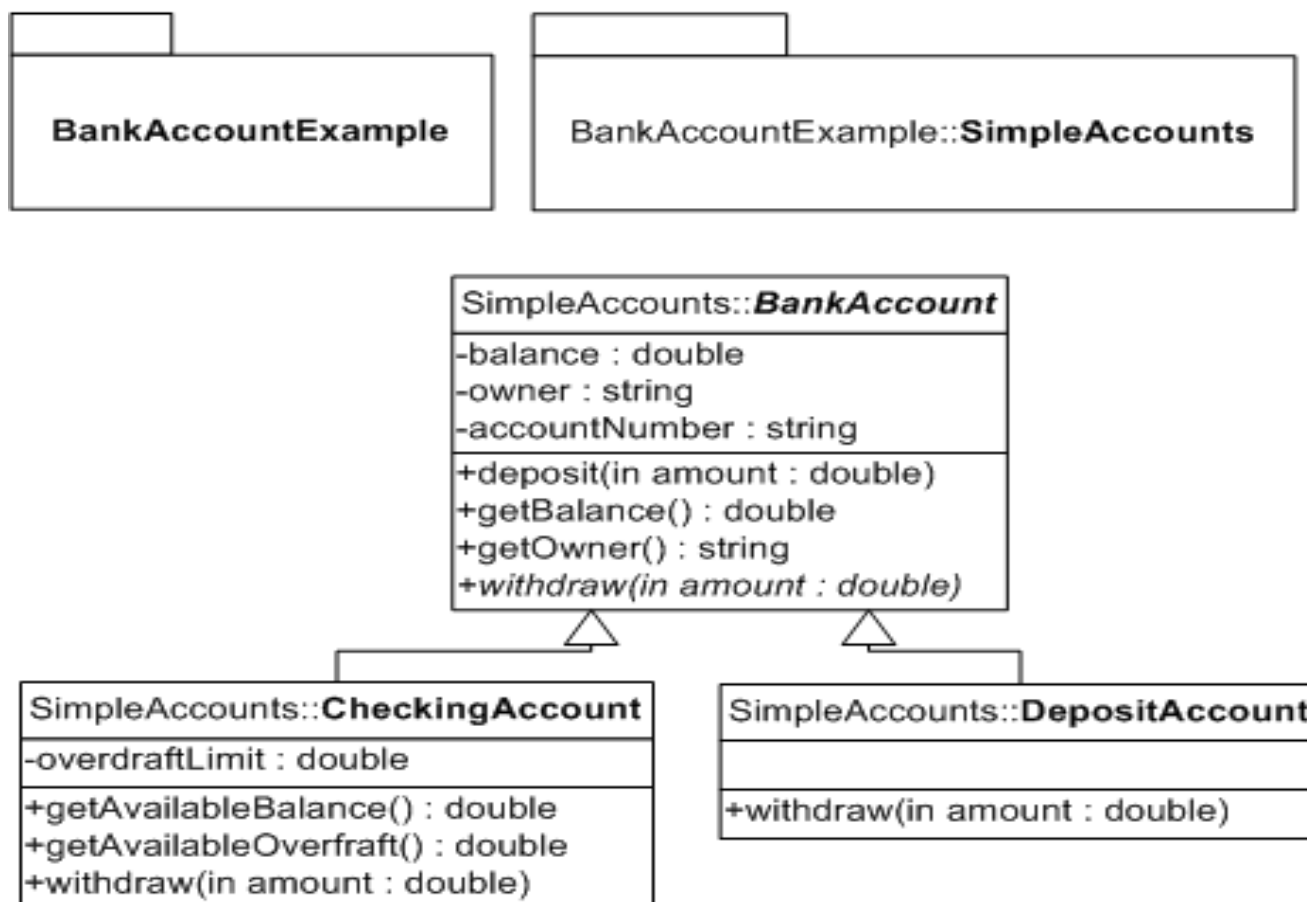 BankAccountExample
BankAccountExample::SimpleAccounts
SimpleAccounts::BankAccount
-balance : double
-owner : string
-accountNumber : string
+deposit(in amount : double)
+getBalance() : double
+getOwner() : string
+withdraw(in amount : double)
SimpleAccounts::CheckingAccount
-overdraftLimit : double
+getAvailableBalance() : double
+getAvailableOverfraft() : double
+withdraw(in amount : double)
SimpleAccounts::DepositAccount
+withdraw(in amount : double)